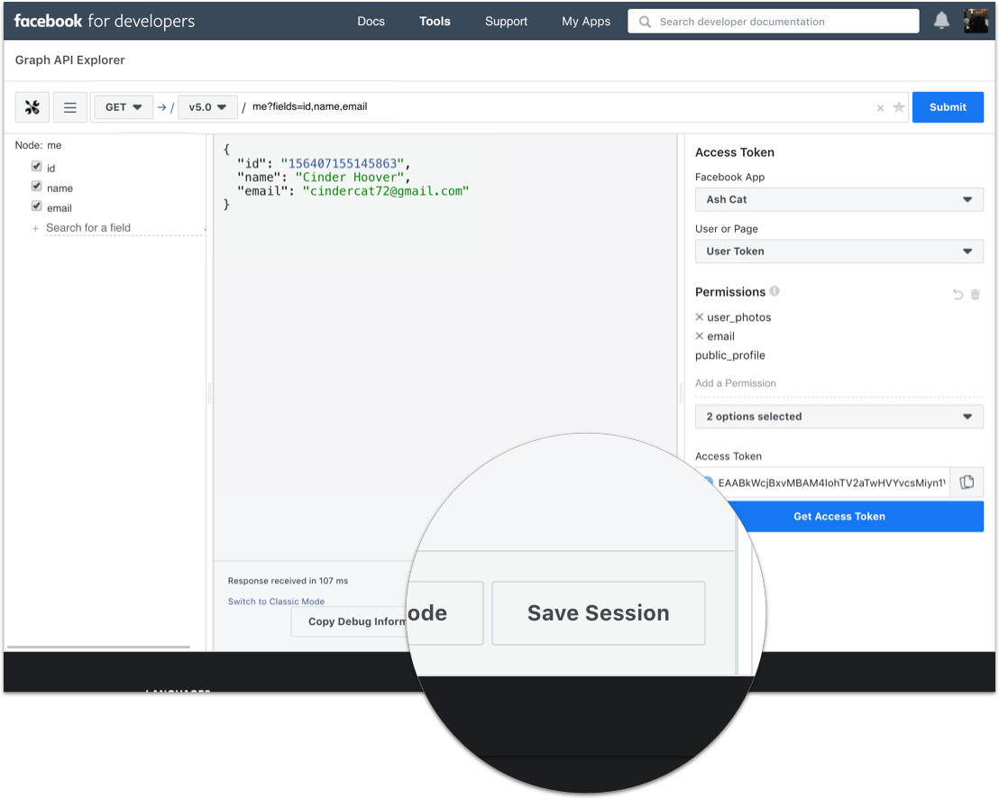 facebook for developers
Docs
Tools
Support
My Apps
Search developer documentation
Graph API Explorer
GET
/
v5.0
/
me?fields=id,name,email
Submit
Node: me
id
name
email
+ Search for a field
{
"id": "156407155145863",
"name": "Cinder Hoover",
"email": "cindercat72@gmail.com"
}
Access Token
Facebook App
Ash Cat
User or Page
User Token
Permissions
user_photos
email
public_profile
Add a Permission
2 options selected
Access Token
Get Access Token
Response received in 107 ms
Switch to Classic Mode
Copy Debug Inform
ode
Save Session
LANGUAGES